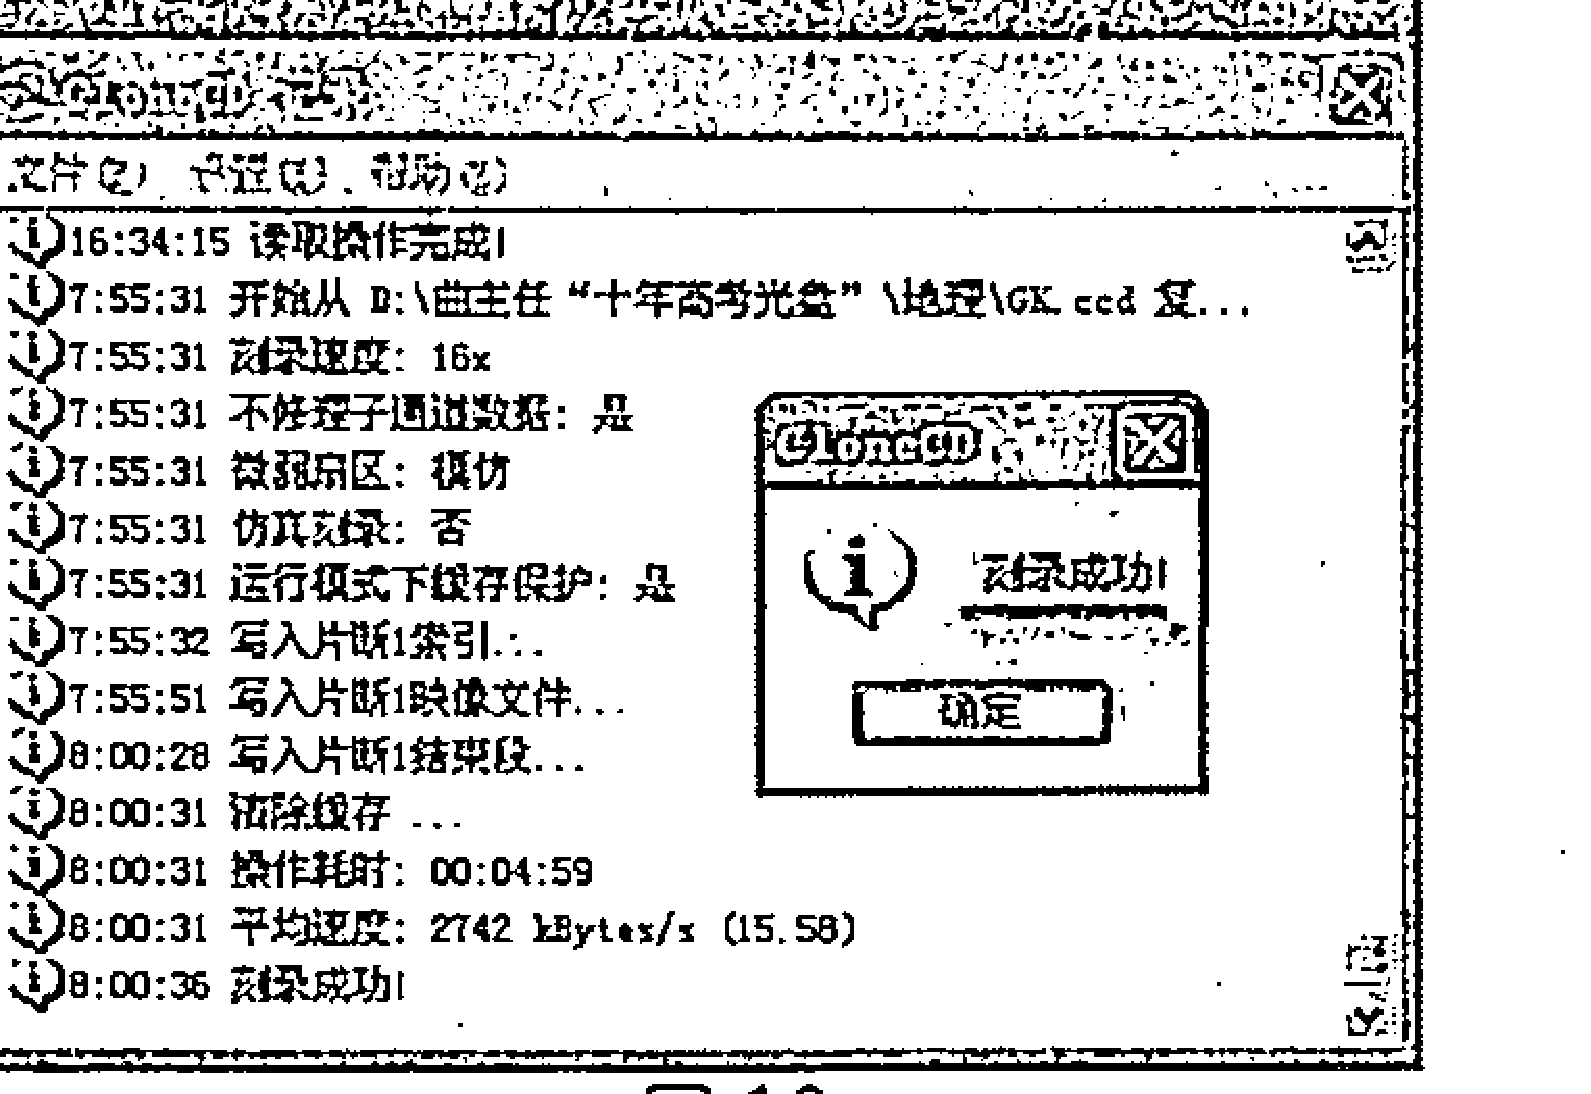 CloneCD
文件
帮助
16:34:15 读取操作完成!
7:55:31 开始从 D:\曲主任“十年高考光盘”\地理\GK.ccd 复...
7:55:31 刻录速度: 16x
7:55:31 不修理子通道数据: 是
7:55:31 微弱扇区: 模仿
7:55:31 仿真刻录: 否
7:55:31 运行模式下缓存保护: 是
7:55:32 写入片断1索引...
7:55:51 写入片断1映像文件...
8:00:28 写入片断1结束段...
8:00:31 清除缓存 ...
8:00:31 操作耗时: 00:04:59
8:00:31 平均速度: 2742 kBytes/s (15.58)
8:00:36 刻录成功!
CloneCD
刻录成功!
确定